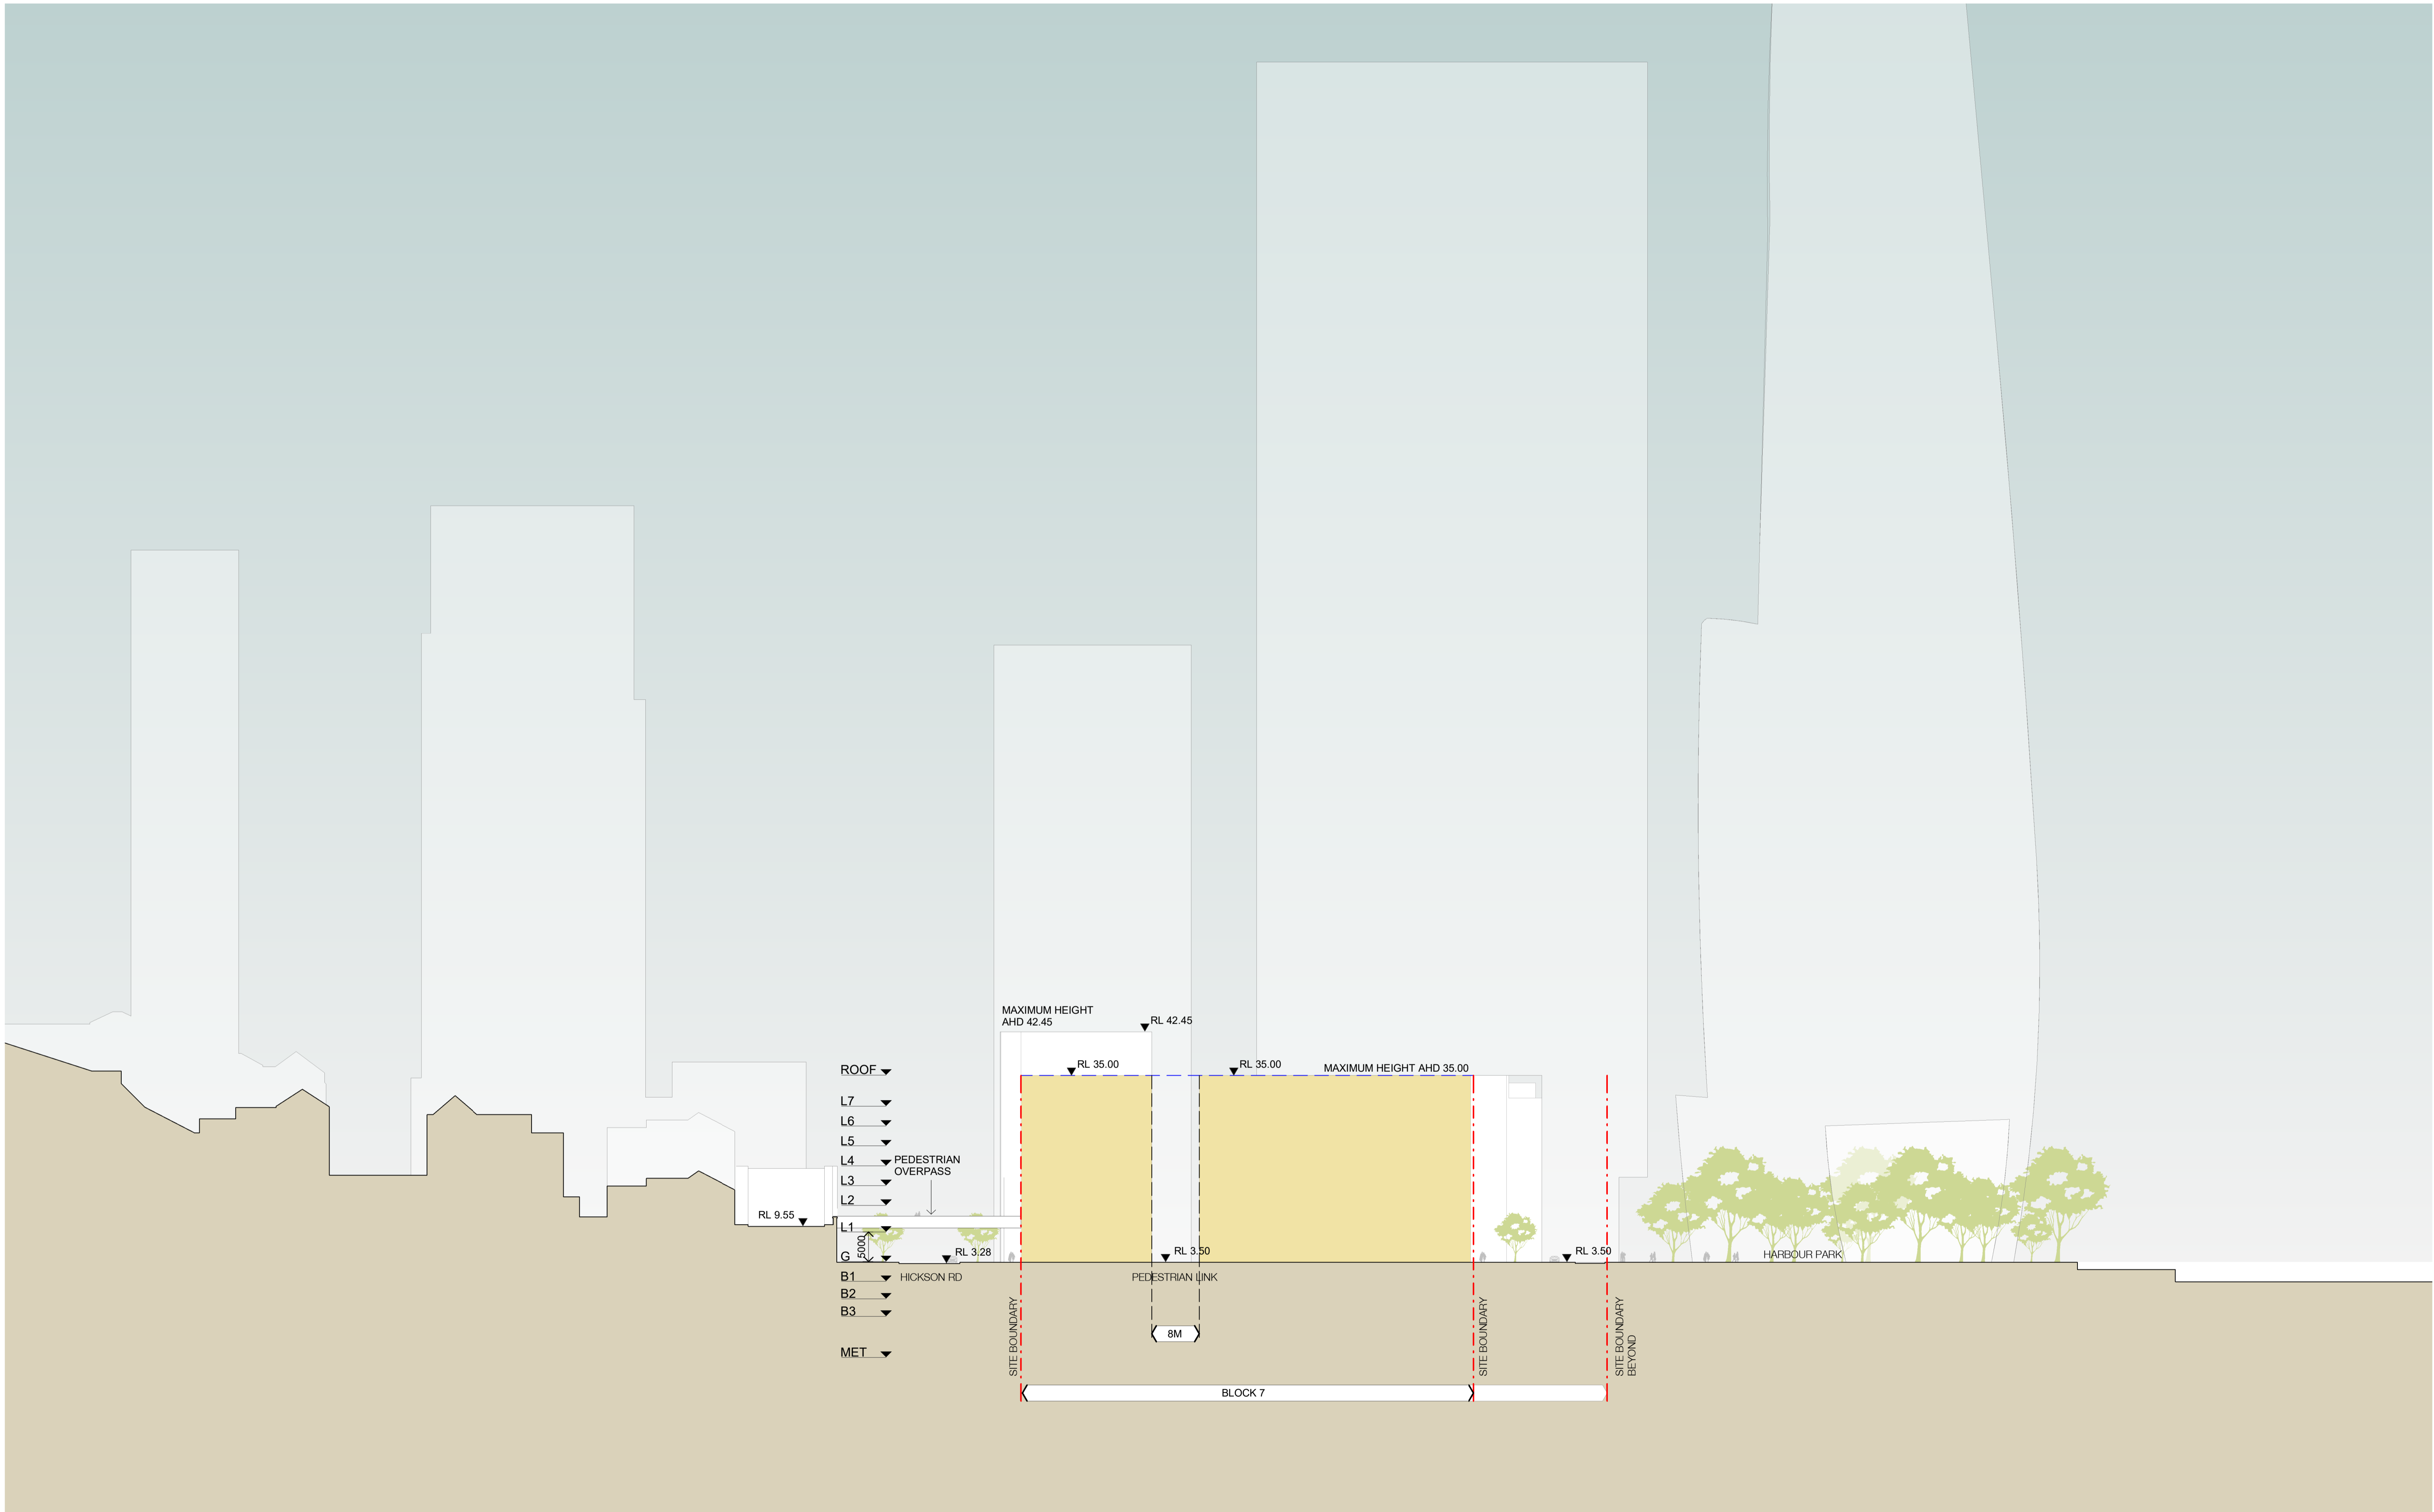 MAXIMUM HEIGHT
AHD 42.45
RL 42.45
ROOF
RL 35.00
RL 35.00
MAXIMUM HEIGHT AHD 35.00
L7
L6
L5
L4
PEDESTRIAN
OVERPASS
L3
L2
RL 9.55
L1
5000
G
RL 3.28
RL 3.50
RL 3.50
HARBOUR PARK
B1
HICKSON RD
PEDESTRIAN LINK
B2
B3
SITE BOUNDARY
SITE BOUNDARY
SITE BOUNDARY
BEYOND
8M
MET
BLOCK 7